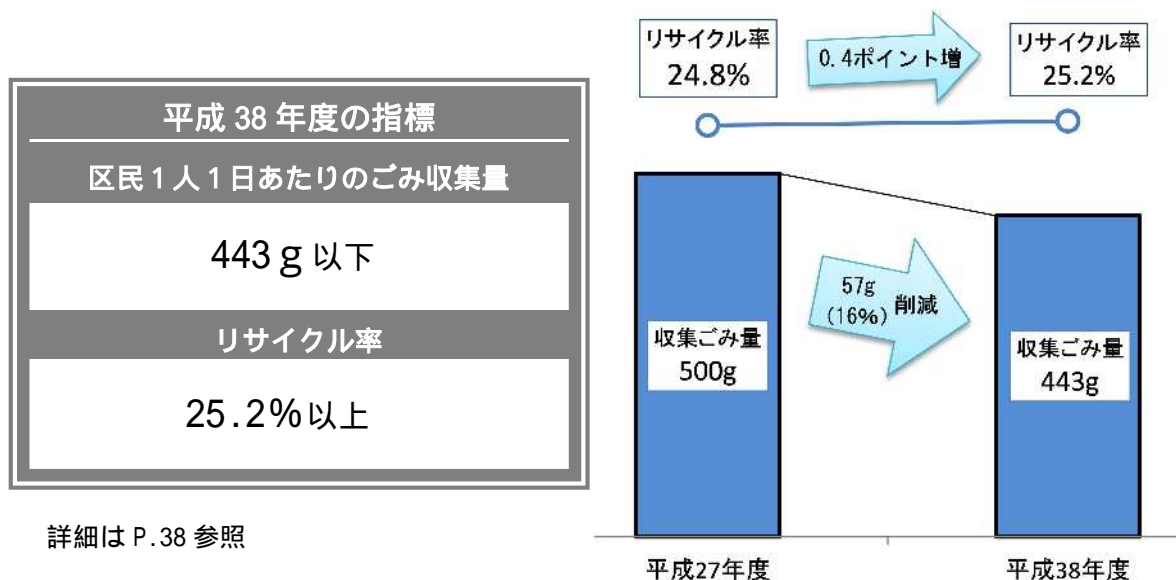 平成 38 年度の指標
区民1人1日あたりのごみ収集量
443ｇ以下
リサイクル率
25.2%以上
詳細は P.38 参照
リサイクル率
24.8%
0.4ポイント増
リサイクル率
25.2%
57g
(16%) 削減
収集ごみ量
500g
収集ごみ量
443g
平成27年度
平成38年度